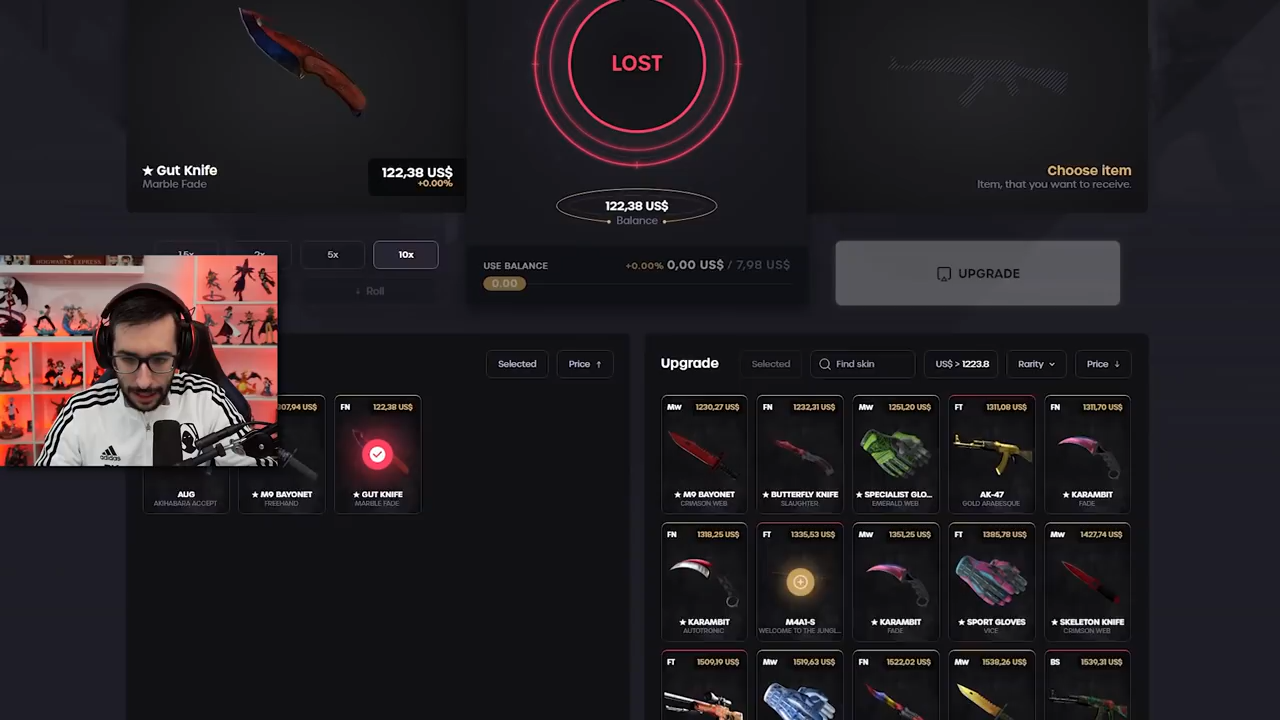 LOST
★ Gut Knife
Marble Fade
122,38 US$
+0.00%
Choose item
Item, that you want to receive.
122,38 US$
Balance
5x
10x
USE BALANCE
+0.00% 0,00 US$ / 7,98 US$
0.00
UPGRADE
Roll
HOGWARTS EXPRESS
adidas
Selected
Price ↑
Upgrade
Selected
Find skin
US$ > 1223.8
Rarity
Price ↓
107,94 US$
FN 122,38 US$
AUG
AKIHABARA ACCEPT
★ M9 BAYONET
FREEHAND
★ GUT KNIFE
MARBLE FADE
MW 1230,27 US$
★ M9 BAYONET
CRIMSON WEB
FN 1232,31 US$
★ BUTTERFLY KNIFE
SLAUGHTER
MW 1251,20 US$
★ SPECIALIST GLO...
EMERALD WEB
FT 1311,08 US$
AK-47
GOLD ARABESQUE
FN 1311,70 US$
★ KARAMBIT
FADE
FN 1318,25 US$
★ KARAMBIT
AUTOTRONIC
FT 1335,53 US$
M4A1-S
WELCOME TO THE JUNGL...
MW 1351,25 US$
★ KARAMBIT
FADE
FT 1385,78 US$
★ SPORT GLOVES
VICE
MW 1427,74 US$
★ SKELETON KNIFE
CRIMSON WEB
FT 1509,19 US$
MW 1519,63 US$
FN 1522,02 US$
MW 1538,26 US$
BS 1539,31 US$